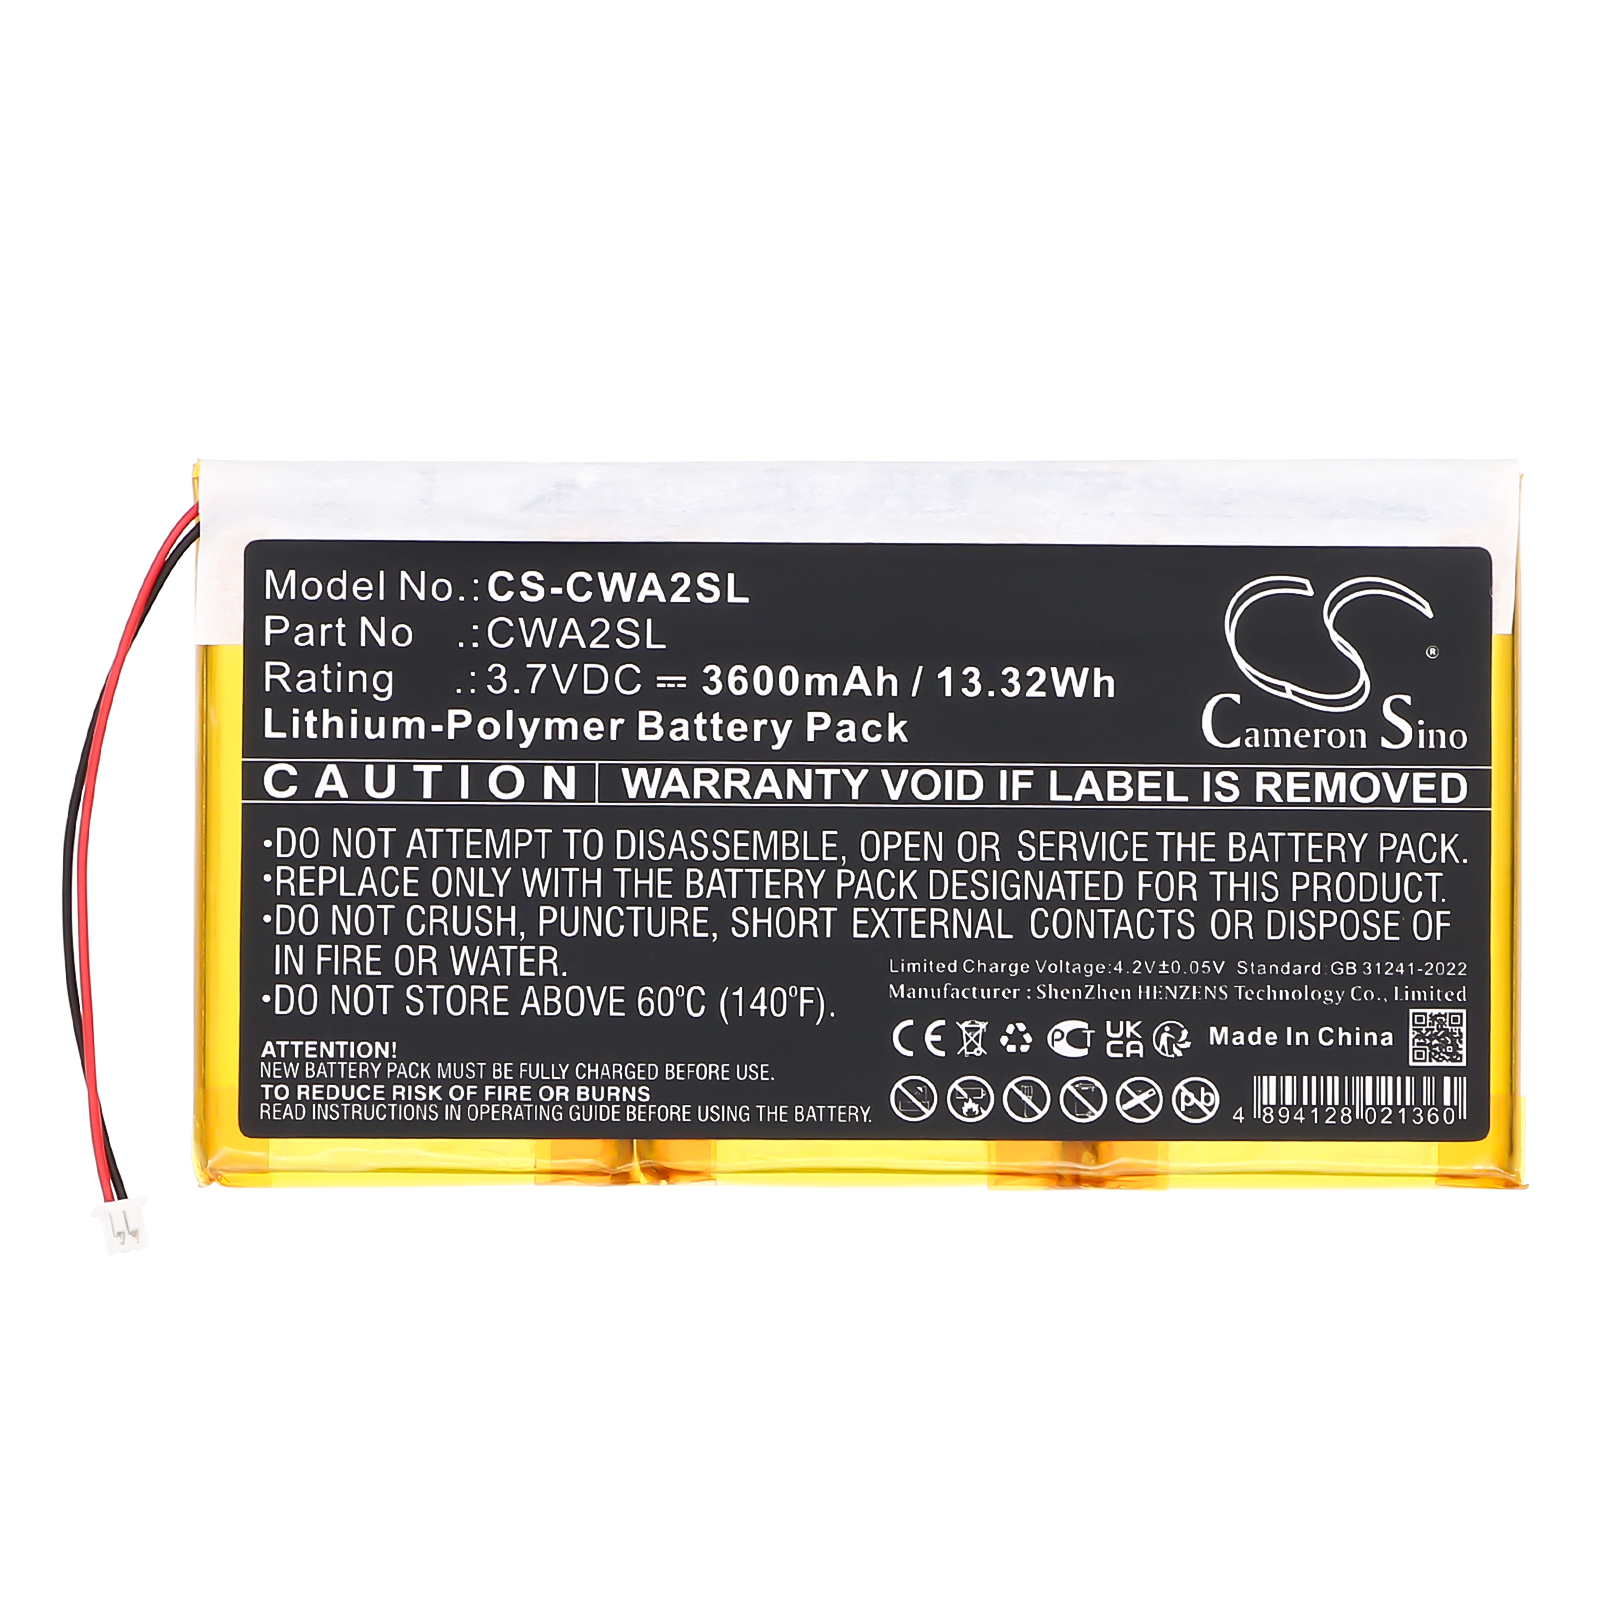 Model No.:CS-CWA2SL
Part No .:CWA2SL
Rating .:3.7VDC ⎓ 3600mAh / 13.32Wh
Lithium-Polymer Battery Pack
®
Cameron Sino
CAUTION WARRANTY VOID IF LABEL IS REMOVED
•DO NOT ATTEMPT TO DISASSEMBLE, OPEN OR SERVICE THE BATTERY PACK.
•REPLACE ONLY WITH THE BATTERY PACK DESIGNATED FOR THIS PRODUCT.
•DO NOT CRUSH, PUNCTURE, SHORT EXTERNAL CONTACTS OR DISPOSE OF
IN FIRE OR WATER.
•DO NOT STORE ABOVE 60ºC (140ºF).
Limited Charge Voltage:4.2V±0.05V Standard:GB 31241-2022
Manufacturer : ShenZhen HENZENS Technology Co., Limited
CE PCT UK CA Made In China
ATTENTION!
NEW BATTERY PACK MUST BE FULLY CHARGED BEFORE USE.
TO REDUCE RISK OF FIRE OR BURNS
READ INSTRUCTIONS IN OPERATING GUIDE BEFORE USING THE BATTERY.
pb
4 894128 021360